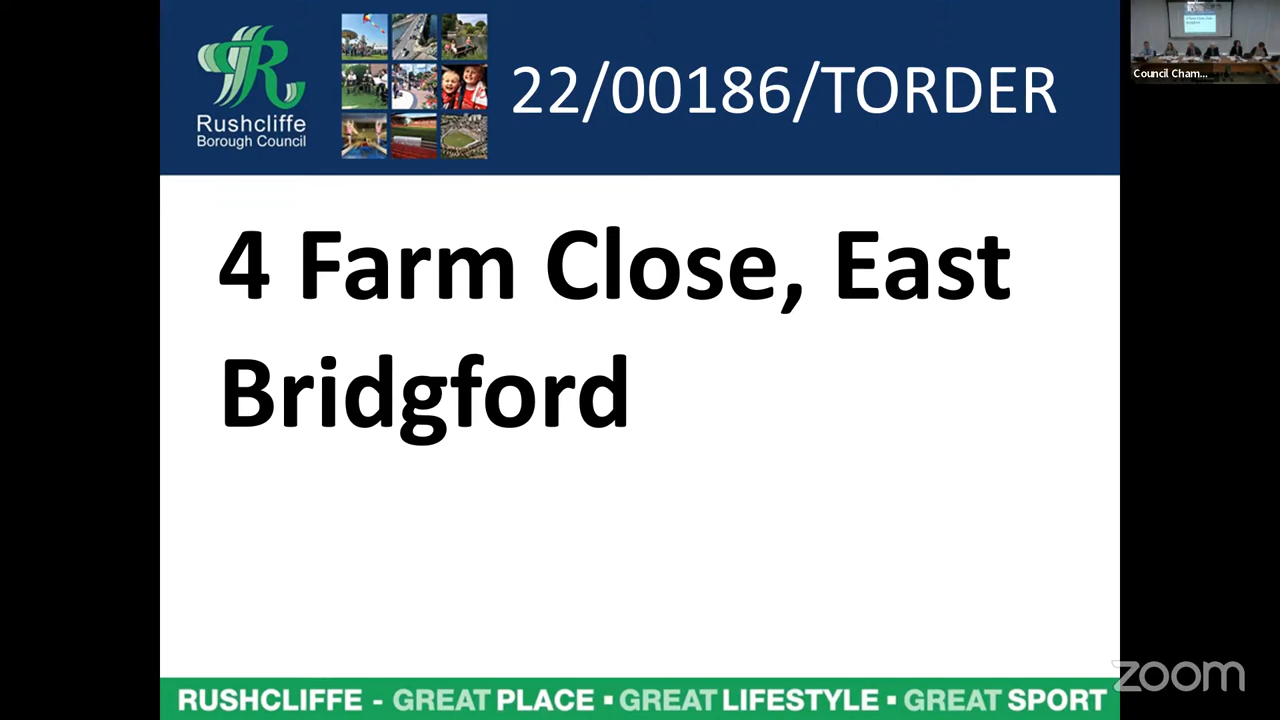 Rushcliffe
Borough Council
22/00186/TORDER
Council Cham...
4 Farm Close, East
Bridgford
RUSHCLIFFE - GREAT PLACE ▪ GREAT LIFESTYLE ▪ GREAT SPORT
zoom